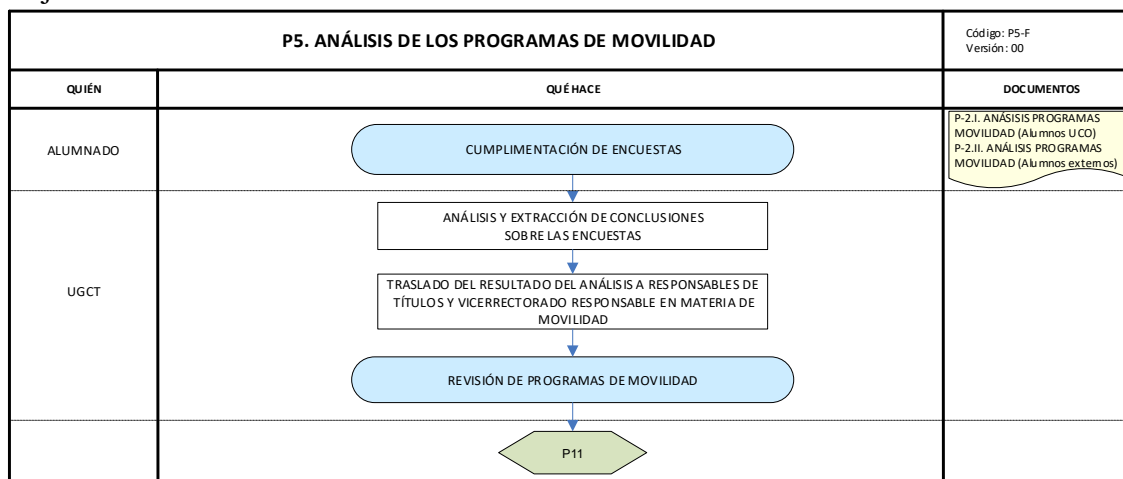 P5. ANÁLISIS DE LOS PROGRAMAS DE MOVILIDAD
Código: P5-F
Versión: 00
QUIÉN
QUÉ HACE
DOCUMENTOS
ALUMNADO
CUMPLIMENTACIÓN DE ENCUESTAS
P-2.I. ANÁSISIS PROGRAMAS
MOVILIDAD (Alumnos UCO)
P-2.II. ANÁLISIS PROGRAMAS
MOVILIDAD (Alumnos externos)
UGCT
ANÁLISIS Y EXTRACCIÓN DE CONCLUSIONES
SOBRE LAS ENCUESTAS
TRASLADO DEL RESULTADO DEL ANÁLISIS A RESPONSABLES DE
TÍTULOS Y VICERRECTORADO RESPONSABLE EN MATERIA DE
MOVILIDAD
REVISIÓN DE PROGRAMAS DE MOVILIDAD
P11